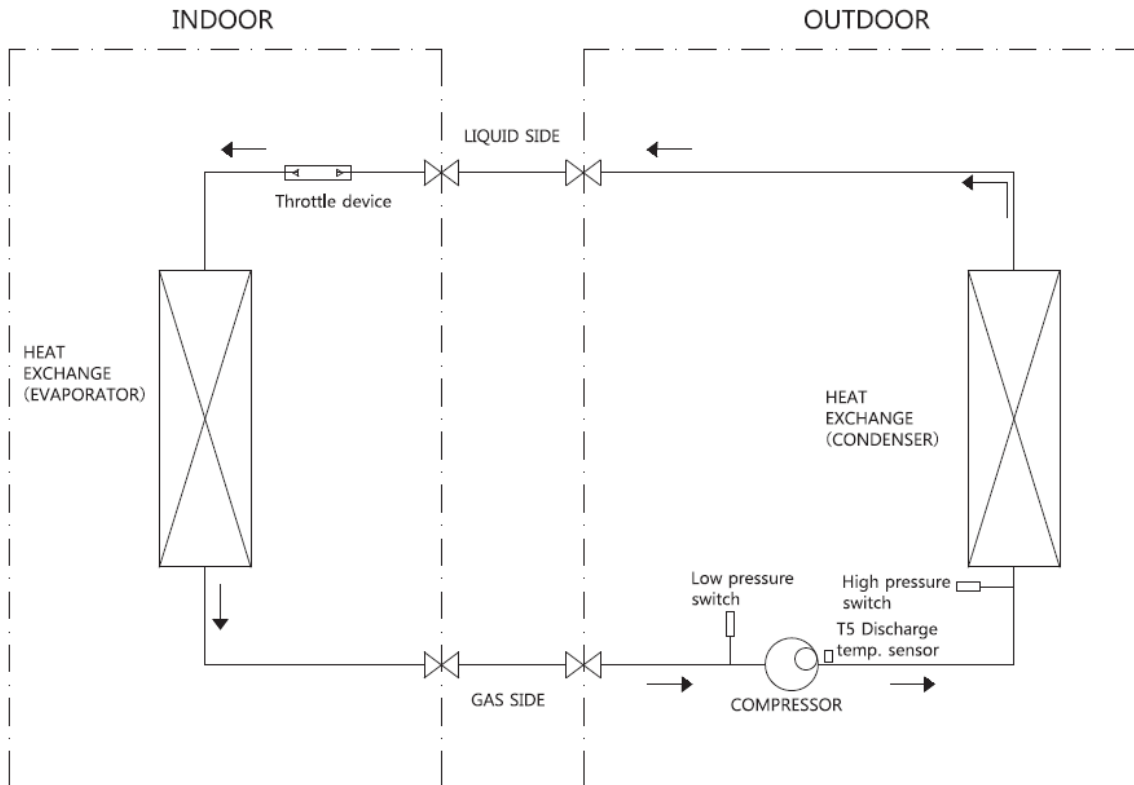 INDOOR
OUTDOOR
LIQUID SIDE
Throttle device
HEAT
EXCHANGE
(EVAPORATOR)
HEAT
EXCHANGE
(CONDENSER)
Low pressure
switch
High pressure
switch
T5 Discharge
temp. sensor
GAS SIDE
COMPRESSOR